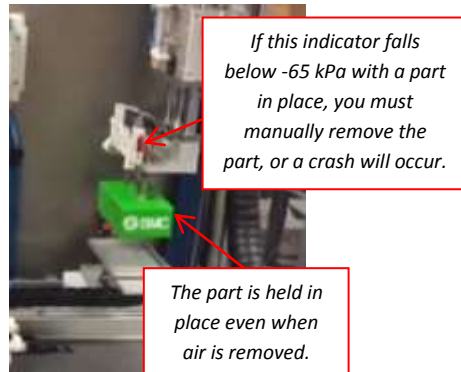 If this indicator falls
below -65 kPa with a part
in place, you must
manually remove the
part, or a crash will occur.
SMC
The part is held in
place even when
air is removed.